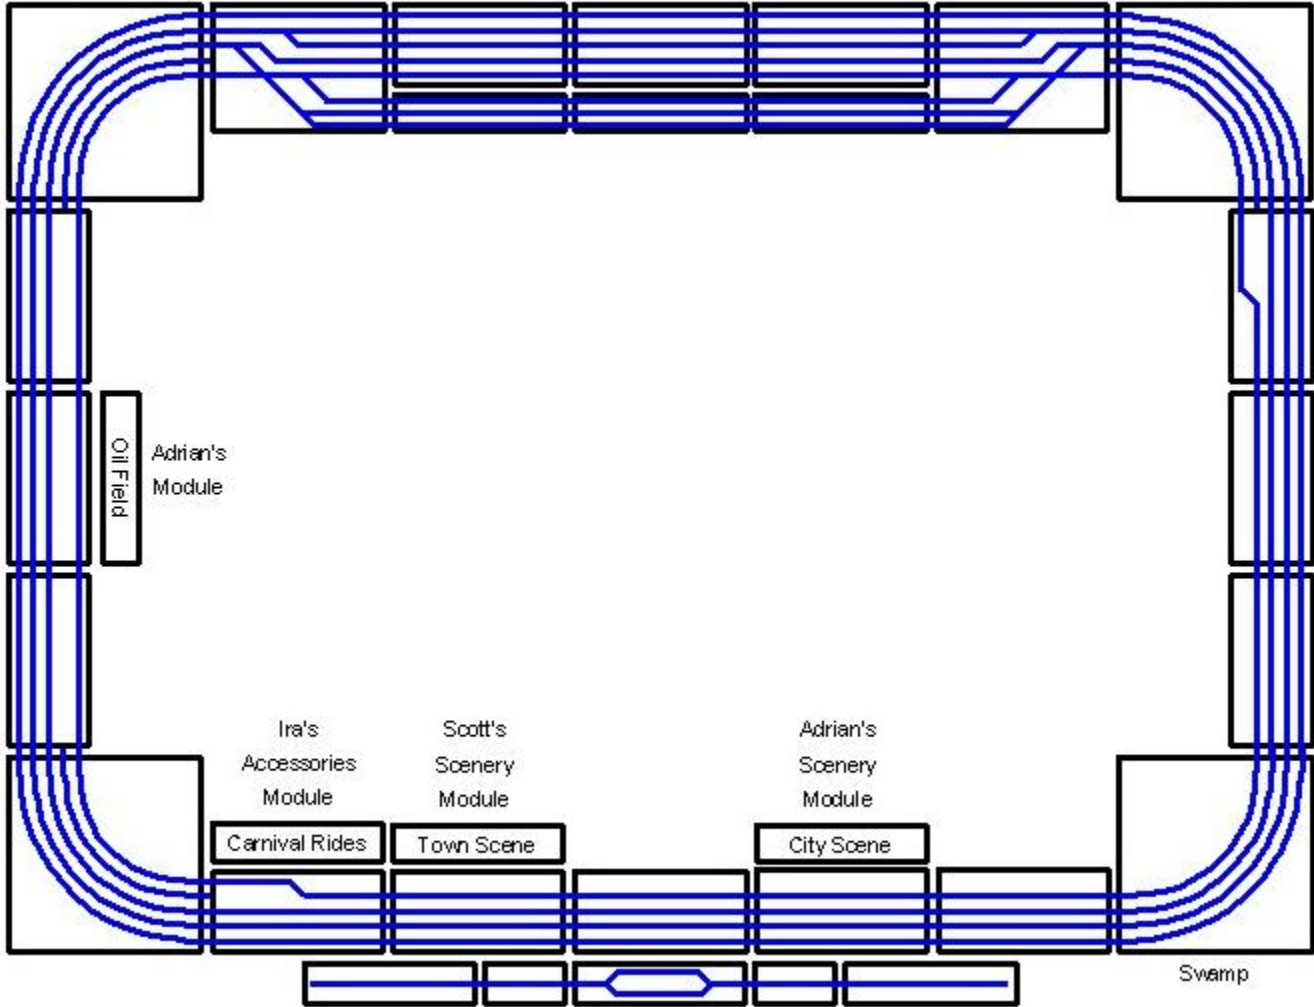 Oil Field
Adrian's
Module
Ira's
Accessories
Module
Carnival Rides
Scott's
Scenery
Module
Town Scene
Adrian's
Scenery
Module
City Scene
Swamp